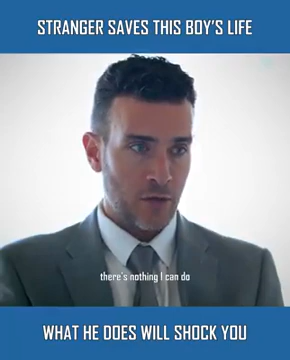 STRANGER SAVES THIS BOY'S LIFE
there's nothing I can do
WHAT HE DOES WILL SHOCK YOU